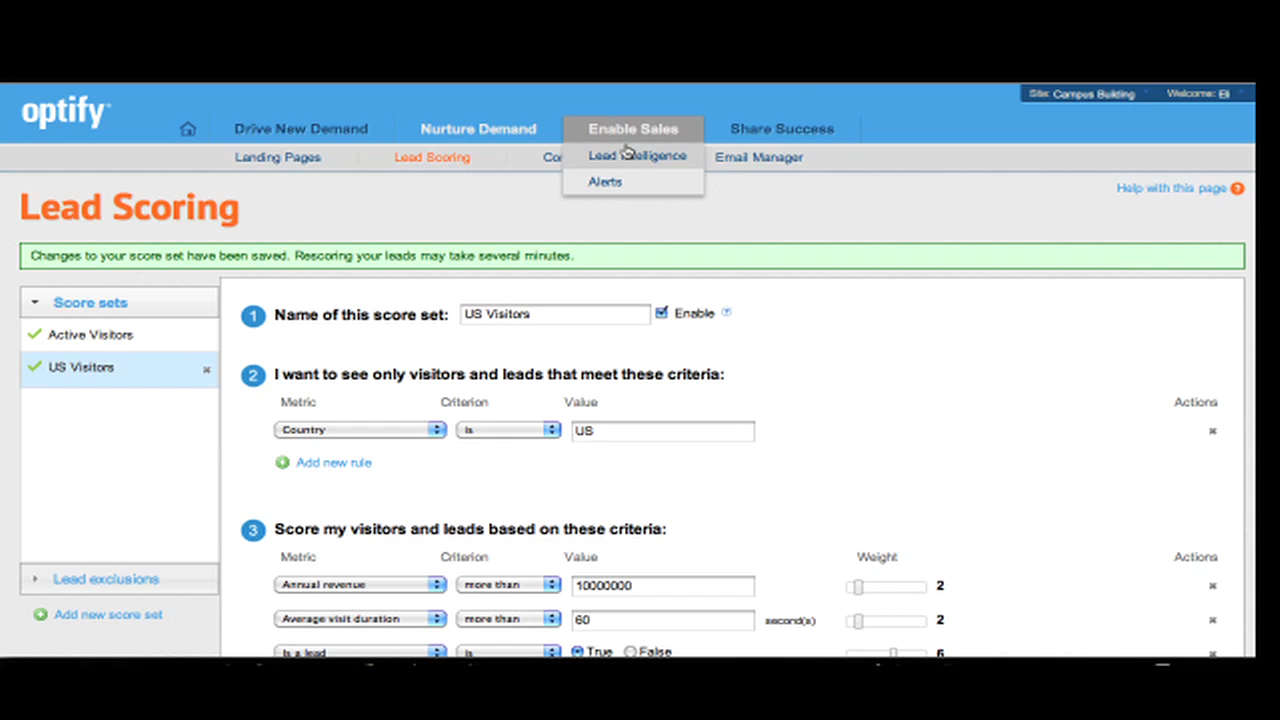 optify
Site: Campus Building Welcome: Eli
Drive New Demand Nurture Demand Enable Sales Share Success
Landing Pages Lead Scoring Lead Intelligence Email Manager
Alerts
Help with this page ?
Lead Scoring
Changes to your score set have been saved. Rescoring your leads may take several minutes.
Score sets
Active Visitors
US Visitors
1 Name of this score set: US Visitors Enable ?
2 I want to see only visitors and leads that meet these criteria:
Metric Criterion Value Actions
Country is US
Add new rule
3 Score my visitors and leads based on these criteria:
Metric Criterion Value Weight Actions
Annual revenue more than 10000000 2
Average visit duration more than 60 second(s) 2
Is a lead is True False 6
Lead exclusions
Add new score set